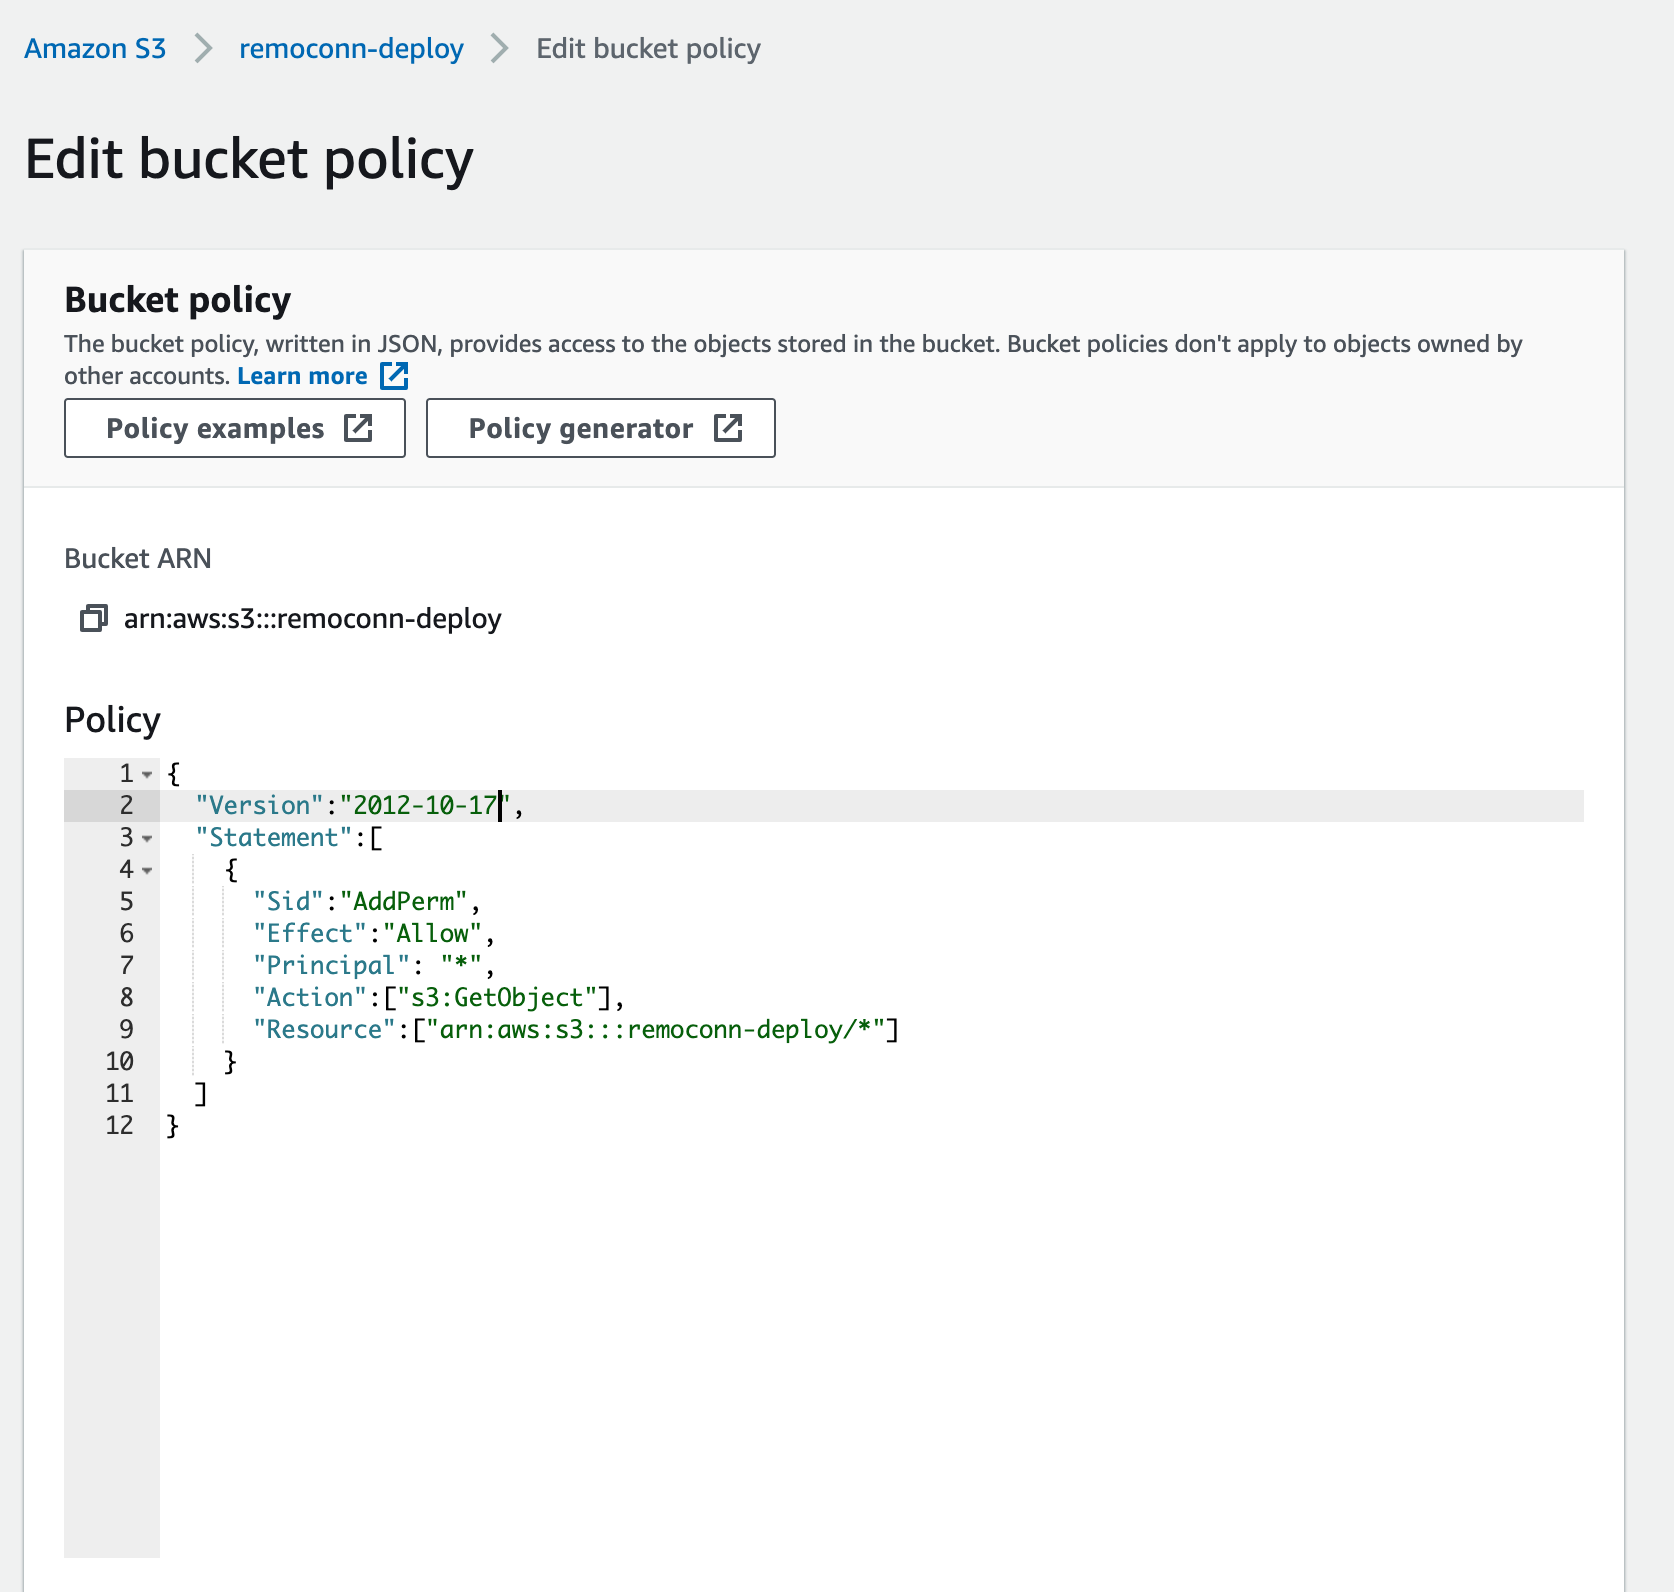 Amazon S3 > remoconn-deploy > Edit bucket policy
Edit bucket policy
Bucket policy
The bucket policy, written in JSON, provides access to the objects stored in the bucket. Bucket policies don't apply to objects owned by
other accounts. Learn more
Policy examples Policy generator
Bucket ARN
arn:aws:s3:::remoconn-deploy
Policy
1 {
2   "Version":"2012-10-17",
3   "Statement":[
4     {
5       "Sid":"AddPerm",
6       "Effect":"Allow",
7       "Principal": "*",
8       "Action":["s3:GetObject"],
9       "Resource":["arn:aws:s3:::remoconn-deploy/*"]
10     }
11   ]
12 }